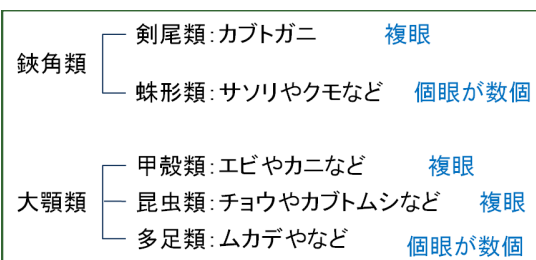 剣尾類：カブトガニ 複眼
鋏角類
蛛形類：サソリやクモなど 個眼が数個
甲殻類：エビやカニなど 複眼
大顎類 昆虫類：チョウやカブトムシなど 複眼
多足類：ムカデやなど 個眼が数個